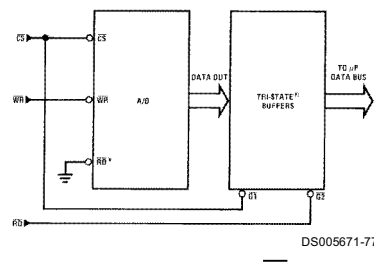 CS
CS
DATA OUT
TO µP
DATA BUS
WR
WR
A/D
TRI-STATE®
BUFFERS
RD*
G1
G2
RD
DS005671-77